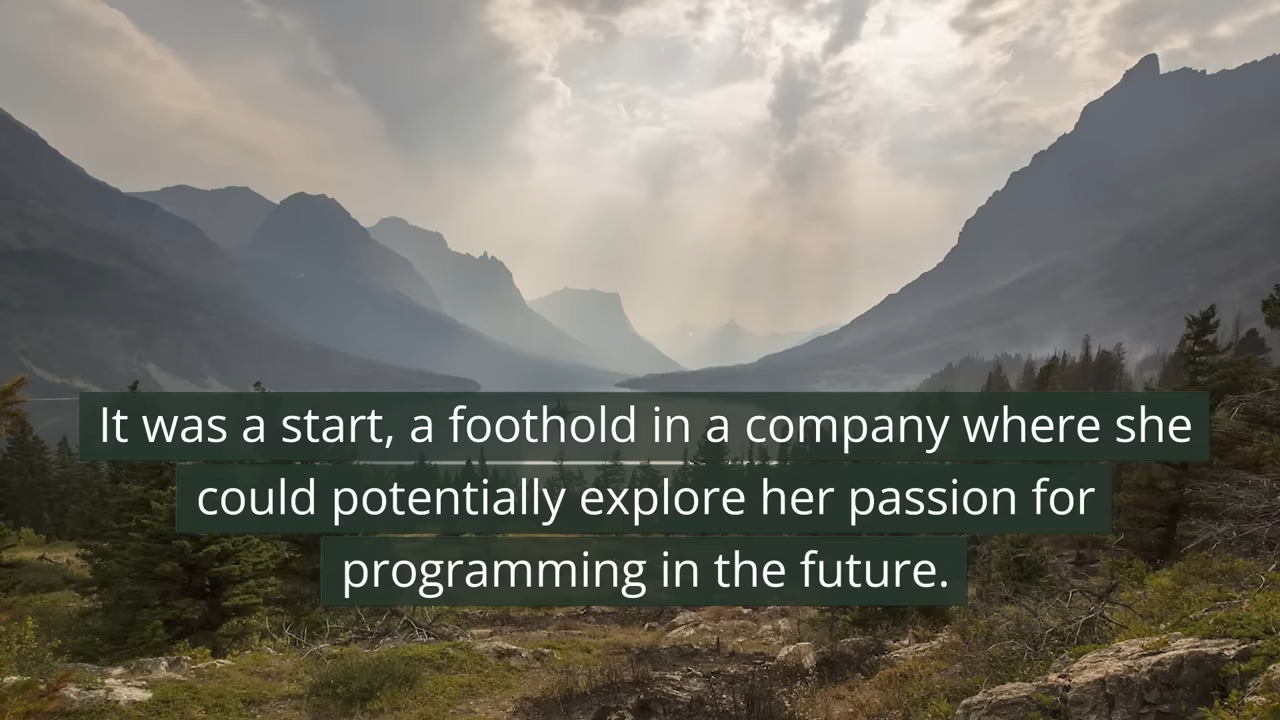 It was a start, a foothold in a company where she
could potentially explore her passion for
programming in the future.